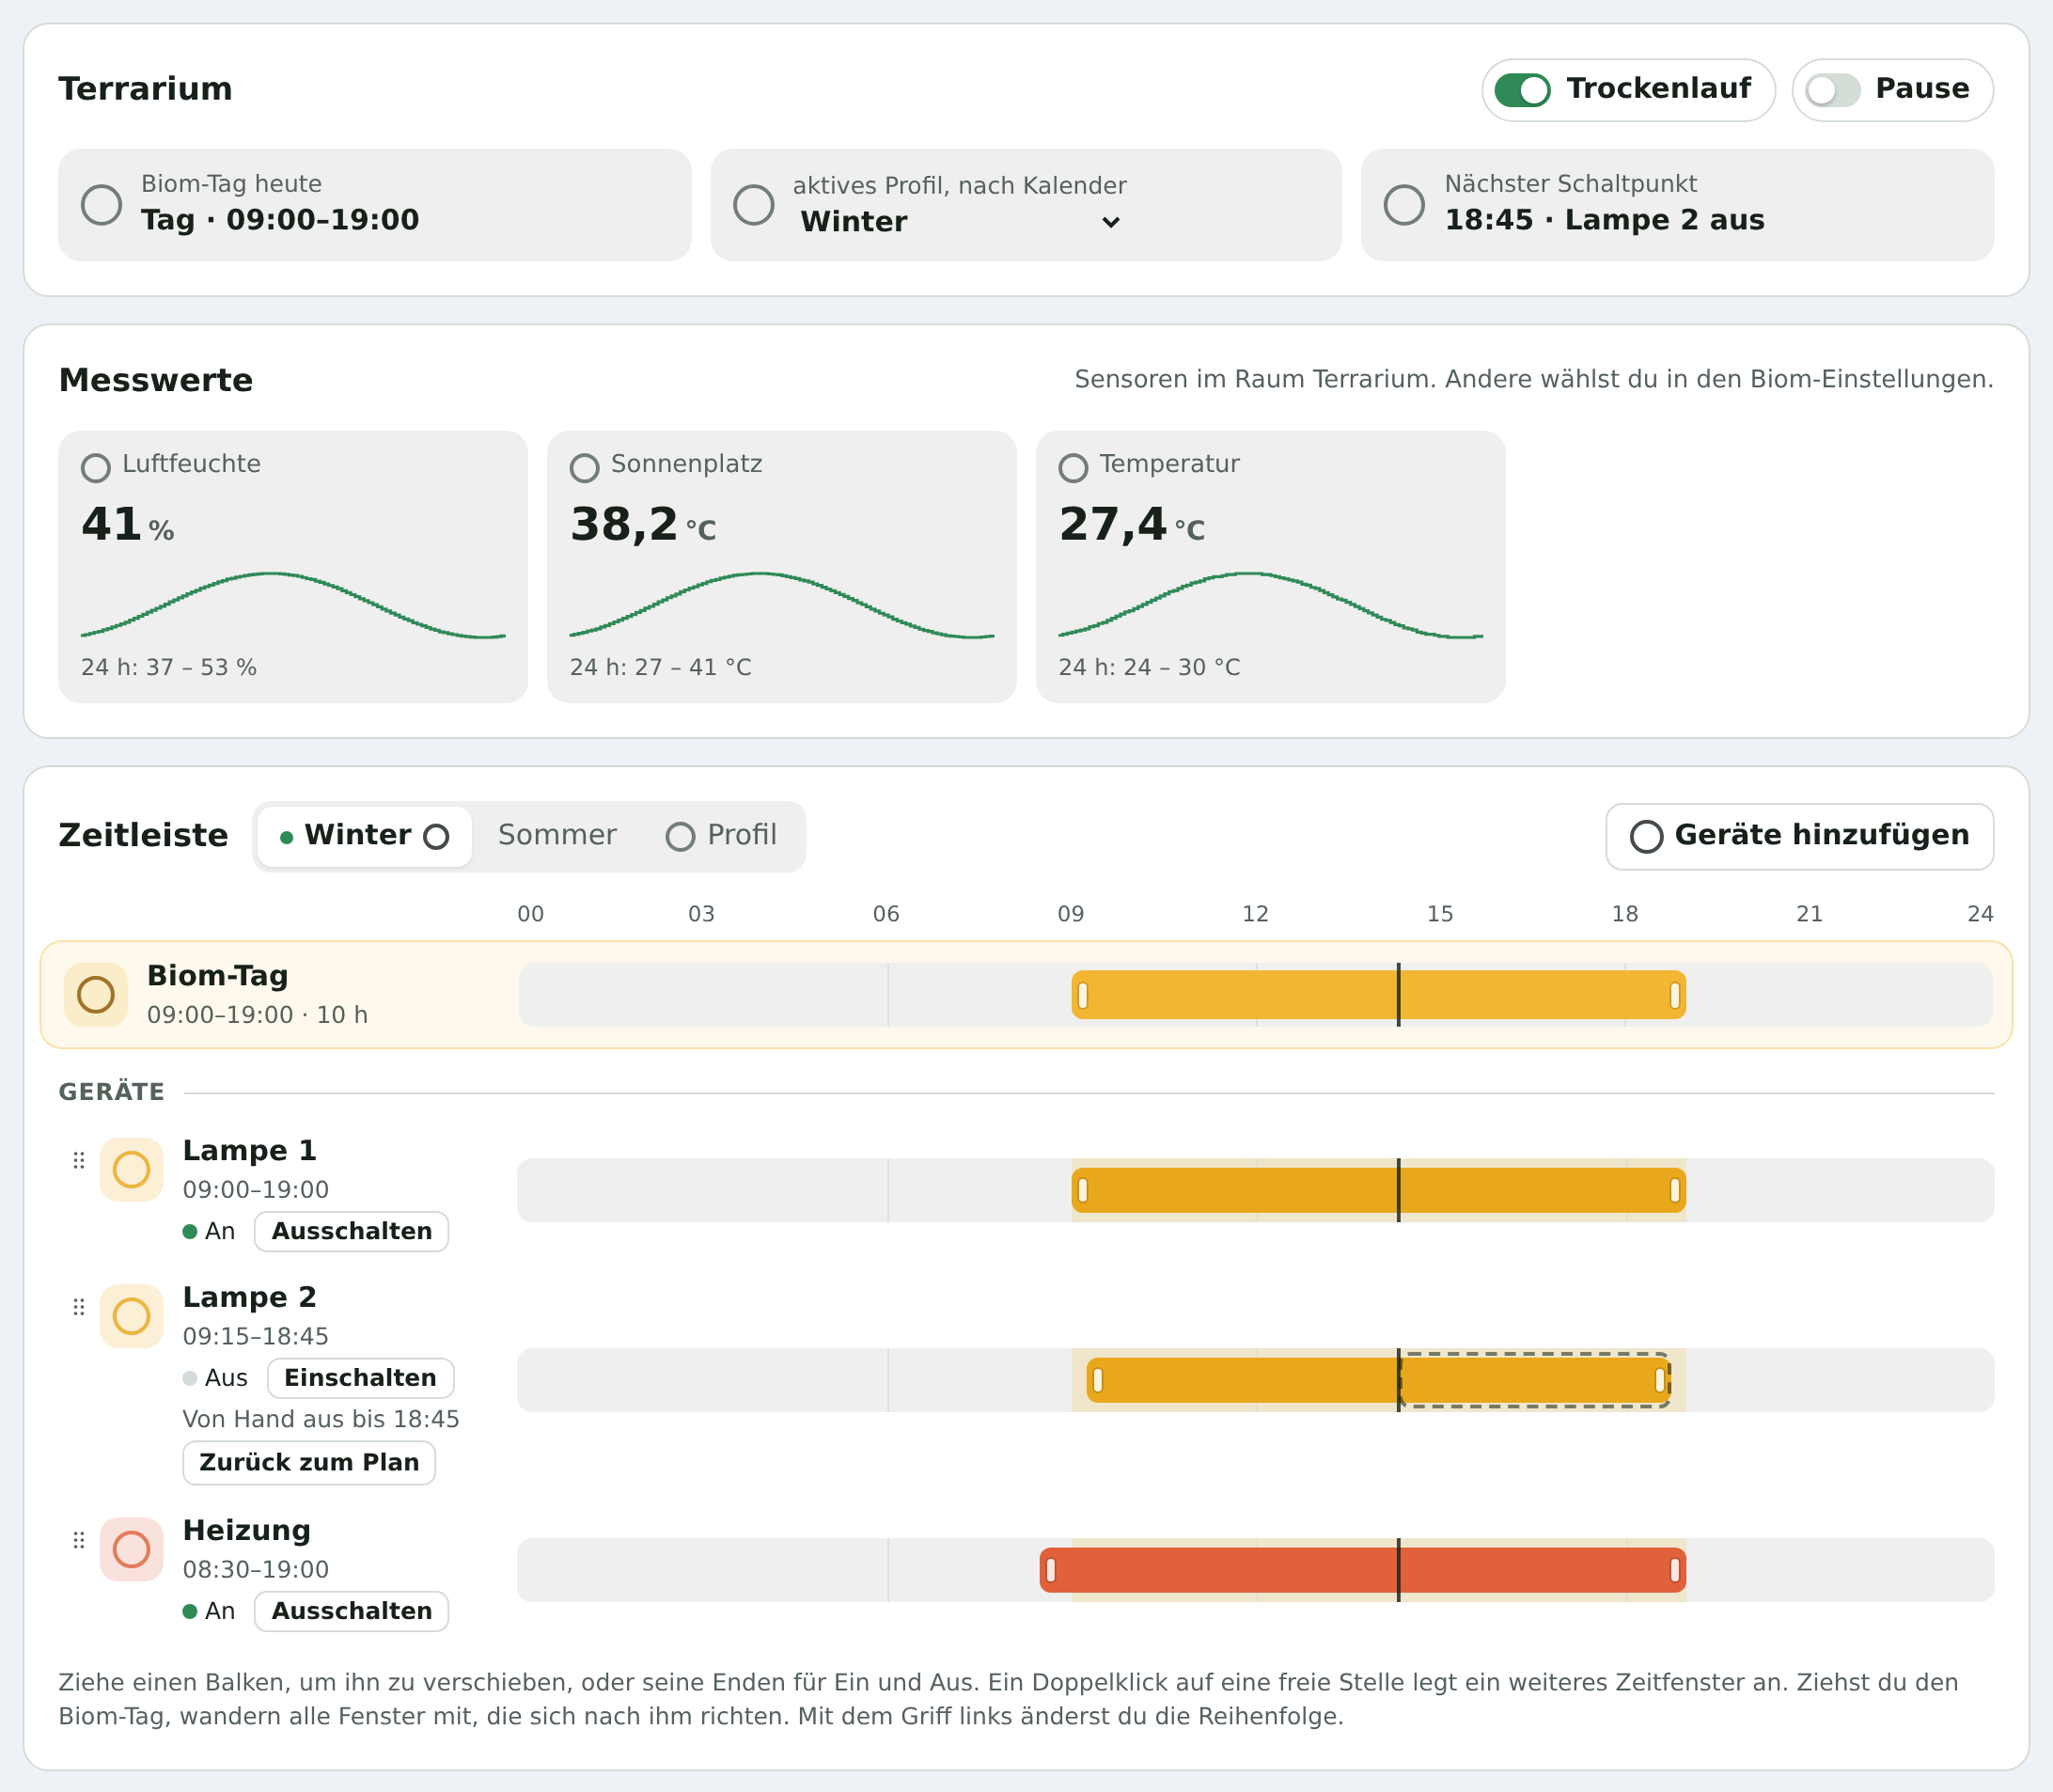 Terrarium
Trockenlauf
Pause
Biom-Tag heute
Tag · 09:00–19:00
aktives Profil, nach Kalender
Winter
Nächster Schaltpunkt
18:45 · Lampe 2 aus
Messwerte
Sensoren im Raum Terrarium. Andere wählst du in den Biom-Einstellungen.
Luftfeuchte
41 %
24 h: 37 – 53 %
Sonnenplatz
38,2 °C
24 h: 27 – 41 °C
Temperatur
27,4 °C
24 h: 24 – 30 °C
Zeitleiste
Winter
Sommer
Profil
Geräte hinzufügen
00 03 06 09 12 15 18 21 24
Biom-Tag
09:00–19:00 · 10 h
GERÄTE
Lampe 1
09:00–19:00
An Ausschalten
Lampe 2
09:15–18:45
Aus Einschalten
Von Hand aus bis 18:45
Zurück zum Plan
Heizung
08:30–19:00
An Ausschalten
Ziehe einen Balken, um ihn zu verschieben, oder seine Enden für Ein und Aus. Ein Doppelklick auf eine freie Stelle legt ein weiteres Zeitfenster an. Ziehst du den
Biom-Tag, wandern alle Fenster mit, die sich nach ihm richten. Mit dem Griff links änderst du die Reihenfolge.